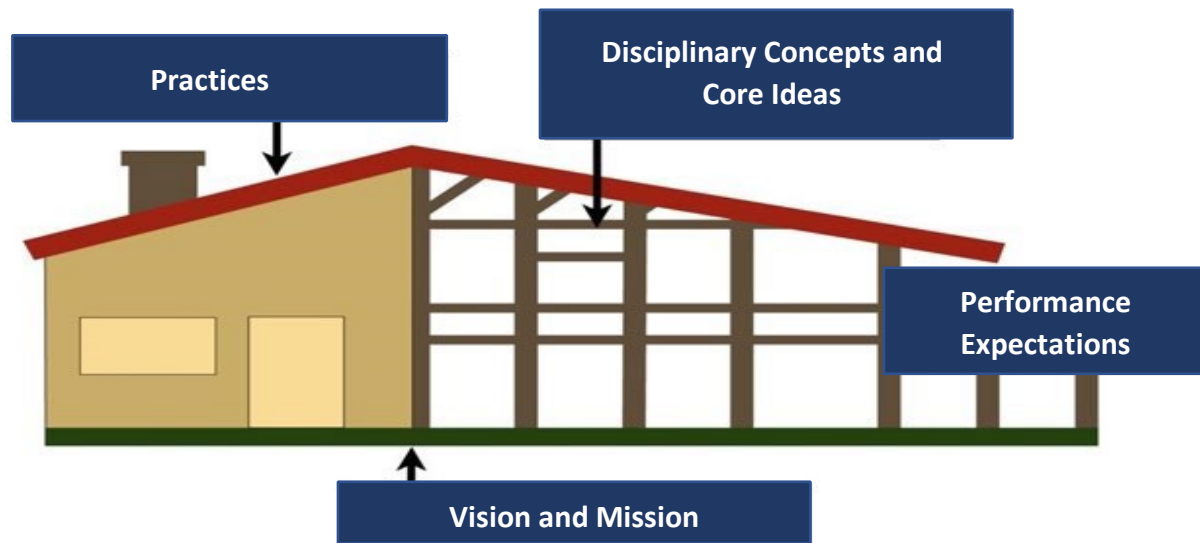 Practices
Disciplinary Concepts and
Core Ideas
Performance
Expectations
Vision and Mission